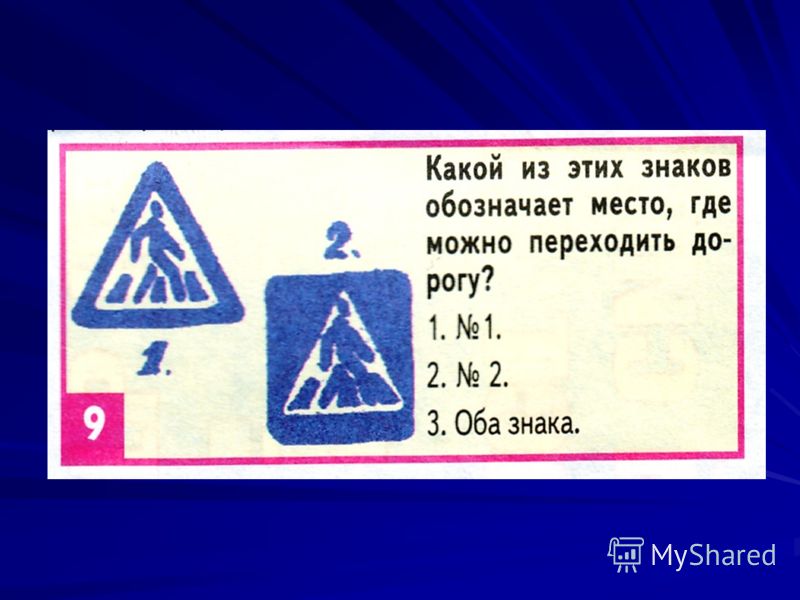 1.
2.
9
Какой из этих знаков
обозначает место, где
можно переходить до-
рогу?
1. №1.
2. № 2.
3. Оба знака.
MyShared